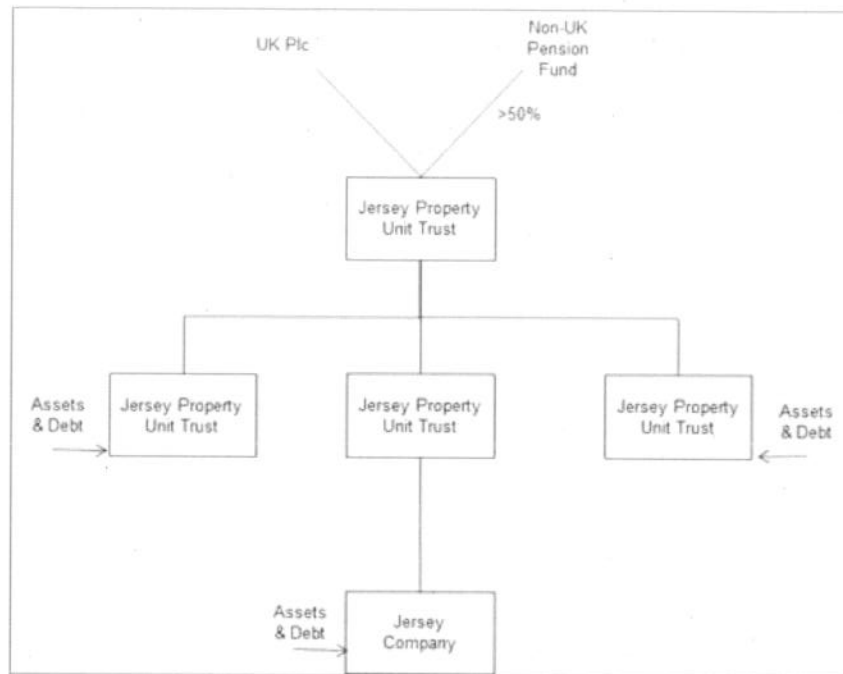 UK Plc
Non-UK
Pension
Fund
>50%
Jersey Property
Unit Trust
Assets
& Debt
Jersey Property
Unit Trust
Jersey Property
Unit Trust
Jersey Property
Unit Trust
Assets
& Debt
Assets
& Debt
Jersey
Company